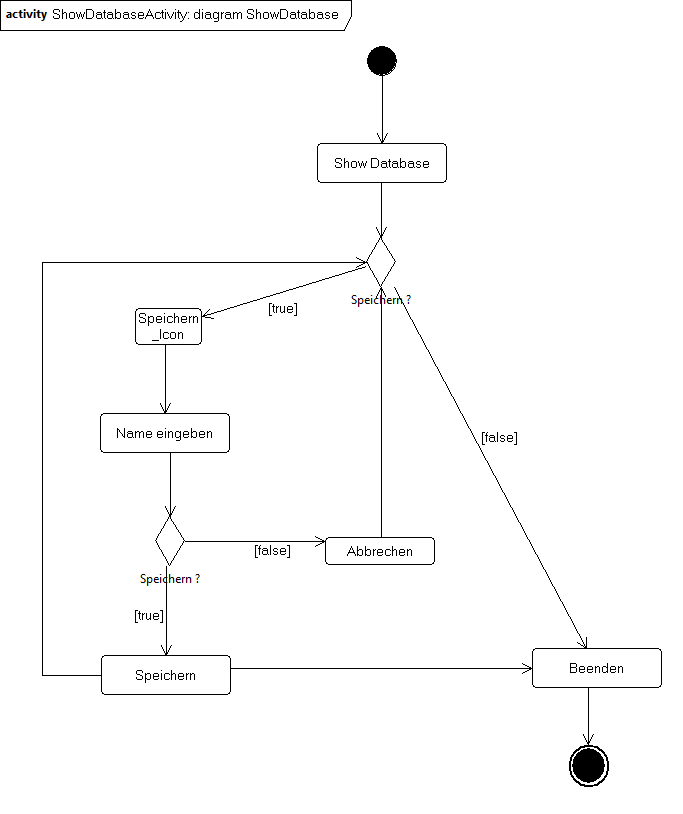 activity ShowDatabaseActivity: diagram ShowDatabase
Show Database
Speichern ?
[true]
Speichern
_Icon
Name eingeben
[false]
Speichern ?
[false]
Abbrechen
[true]
Speichern
Beenden